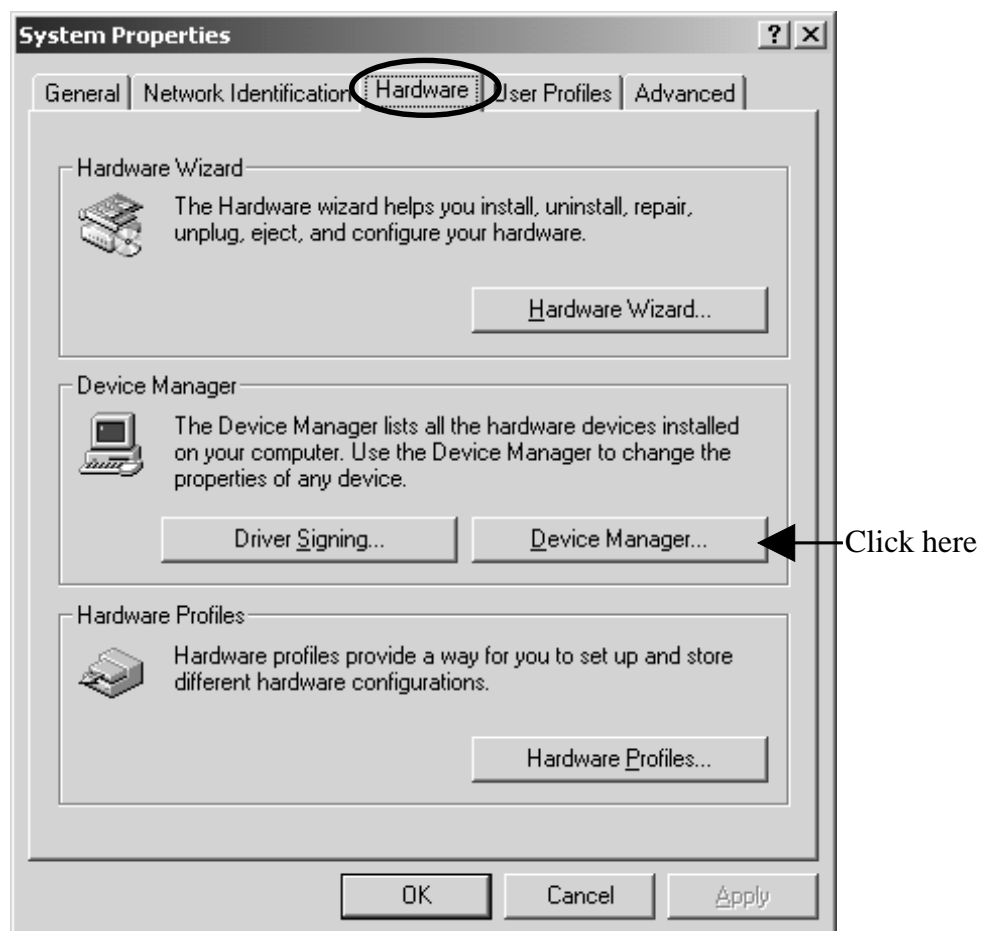 System Properties
? ×
General Network Identification Hardware User Profiles Advanced
Hardware Wizard
The Hardware wizard helps you install, uninstall, repair,
unplug, eject, and configure your hardware.
Hardware Wizard...
Device Manager
The Device Manager lists all the hardware devices installed
on your computer. Use the Device Manager to change the
properties of any device.
Driver Signing... Device Manager...
Click here
Hardware Profiles
Hardware profiles provide a way for you to set up and store
different hardware configurations.
Hardware Profiles...
OK Cancel Apply